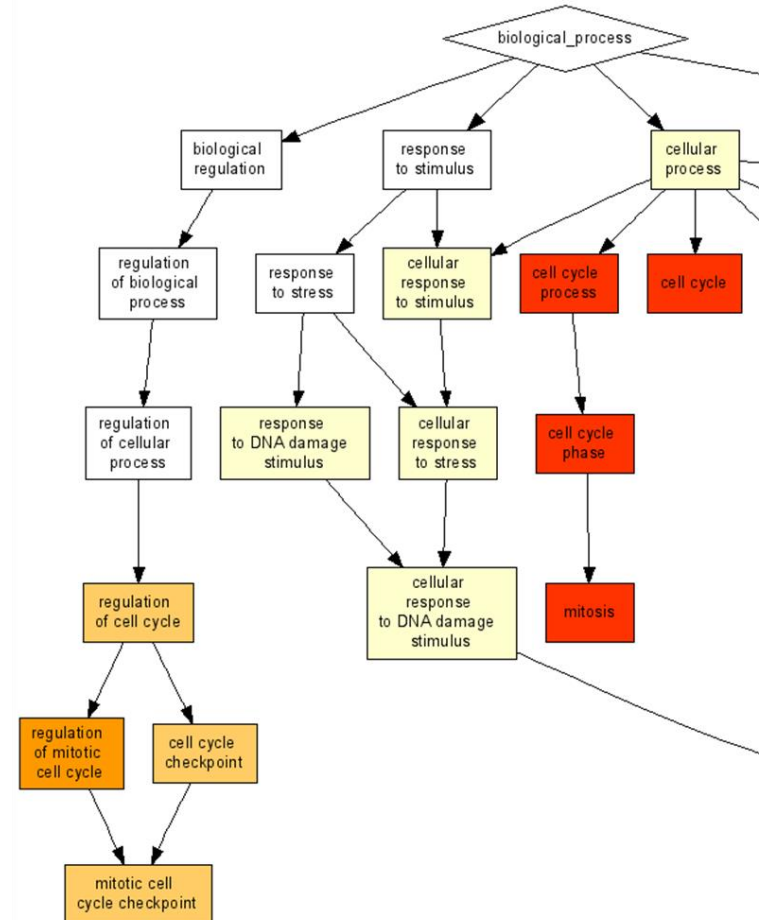 biological_process
biological
regulation
response
to stimulus
cellular
process
regulation
of biological
process
response
to stress
cellular
response
to stimulus
cell cycle
process
cell cycle
regulation
of cellular
process
response
to DNA damage
stimulus
cellular
response
to stress
cell cycle
phase
regulation
of cell cycle
cellular
response
to DNA damage
stimulus
mitosis
regulation
of mitotic
cell cycle
cell cycle
checkpoint
mitotic cell
cycle checkpoint